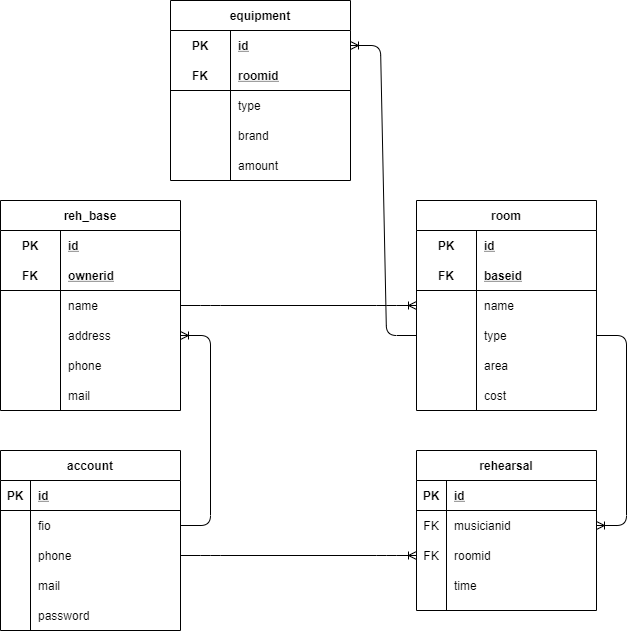 equipment
PK id
FK roomid
type
brand
amount
reh_base
PK id
FK ownerid
name
address
phone
mail
room
PK id
FK baseid
name
type
area
cost
account
PK id
fio
phone
mail
password
rehearsal
PK id
FK musicianid
FK roomid
time